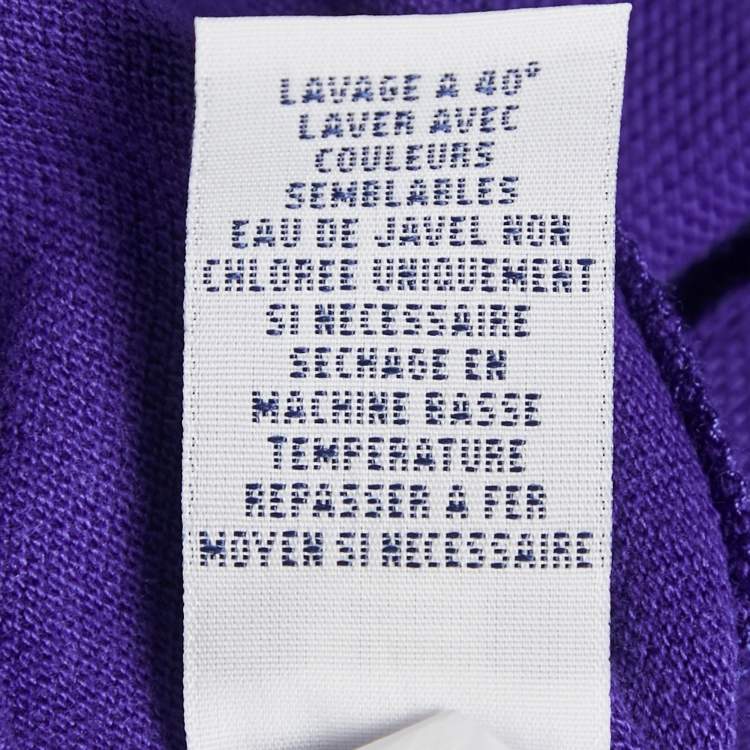 LAVAGE A 40°
LAVER AVEC
COULEURS
SEMBLABLES
EAU DE JAVEL NON
CHLOREE UNIQUEMENT
SI NECESSAIRE
SECHAGE EN
MACHINE BASSE
TEMPERATURE
REPASSER A FER
MOYEN SI NECESSAIRE